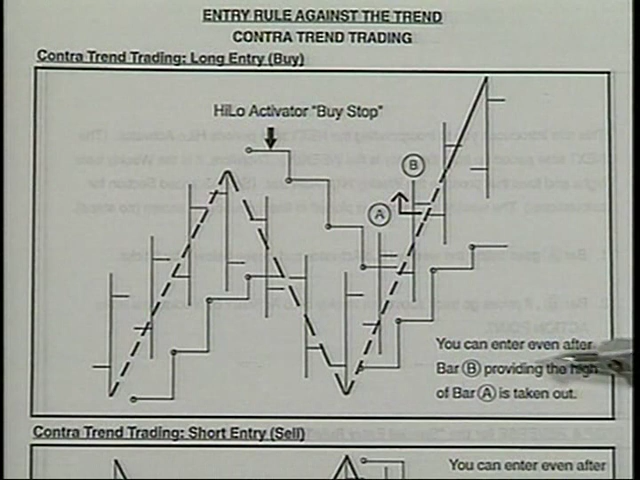 ENTRY RULE AGAINST THE TREND
CONTRA TREND TRADING
Contra Trend Trading: Long Entry (Buy)
HiLo Activator "Buy Stop"
B
A
You can enter even after
Bar B providing the high
of Bar A is taken out.
Contra Trend Trading: Short Entry (Sell)
You can enter even after